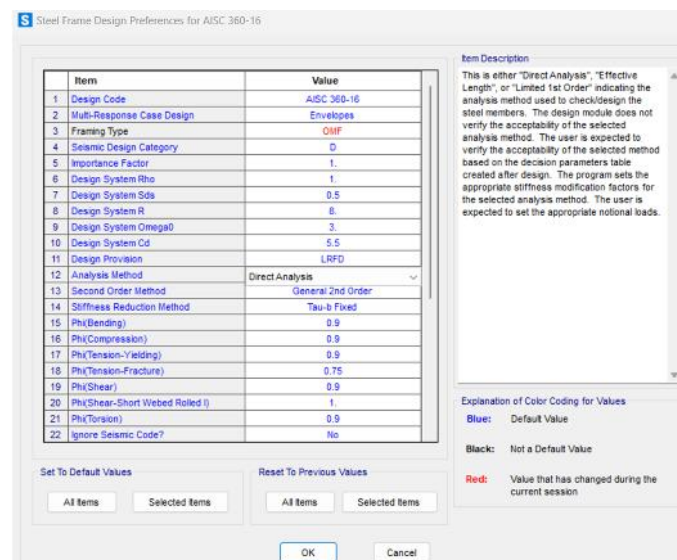 S Steel Frame Design Preferences for AISC 360-16
Item Value
1 Design Code AISC 360-16
2 Multi-Response Case Design Envelopes
3 Framing Type OMF
4 Seismic Design Category D
5 Importance Factor 1.
6 Design System Rho 1.
7 Design System Sds 0.5
8 Design System R 8.
9 Design System Omega0 3.
10 Design System Cd 5.5
11 Design Provision LRFD
12 Analysis Method Direct Analysis
13 Second Order Method General 2nd Order
14 Stiffness Reduction Method Tau-b Fixed
15 Phi(Bending) 0.9
16 Phi(Compression) 0.9
17 Phi(Tension-Yielding) 0.9
18 Phi(Tension-Fracture) 0.75
19 Phi(Shear) 0.9
20 Phi(Shear-Short Webed Rolled I) 1.
21 Phi(Torsion) 0.9
22 Ignore Seismic Code? No
Set To Default Values
All Items Selected Items
Reset To Previous Values
All Items Selected Items
Item Description
This is either "Direct Analysis", "Effective
Length", or "Limited 1st Order" indicating the
analysis method used to check/design the
steel members. The design module does not
verify the acceptability of the selected
analysis method. The user is expected to
verify the acceptability of the selected method
based on the decision parameters table
created after design. The program sets the
appropriate stiffness modification factors for
the selected analysis method. The user is
expected to set the appropriate notional loads.
Explanation of Color Coding for Values
Blue: Default Value
Black: Not a Default Value
Red: Value that has changed during the
current session
OK Cancel